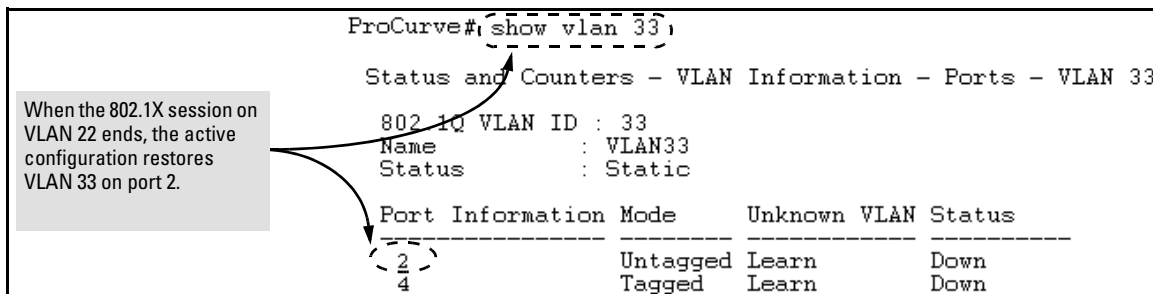 ProCurve# show vlan 33
Status and Counters - VLAN Information - Ports - VLAN 33
When the 802.1X session on
VLAN 22 ends, the active
configuration restores
VLAN 33 on port 2.
802.1Q VLAN ID : 33
Name : VLAN33
Status : Static
Port Information Mode Unknown VLAN Status
---------------- -------- ------------ ----------
2 Untagged Learn Down
4 Tagged Learn Down